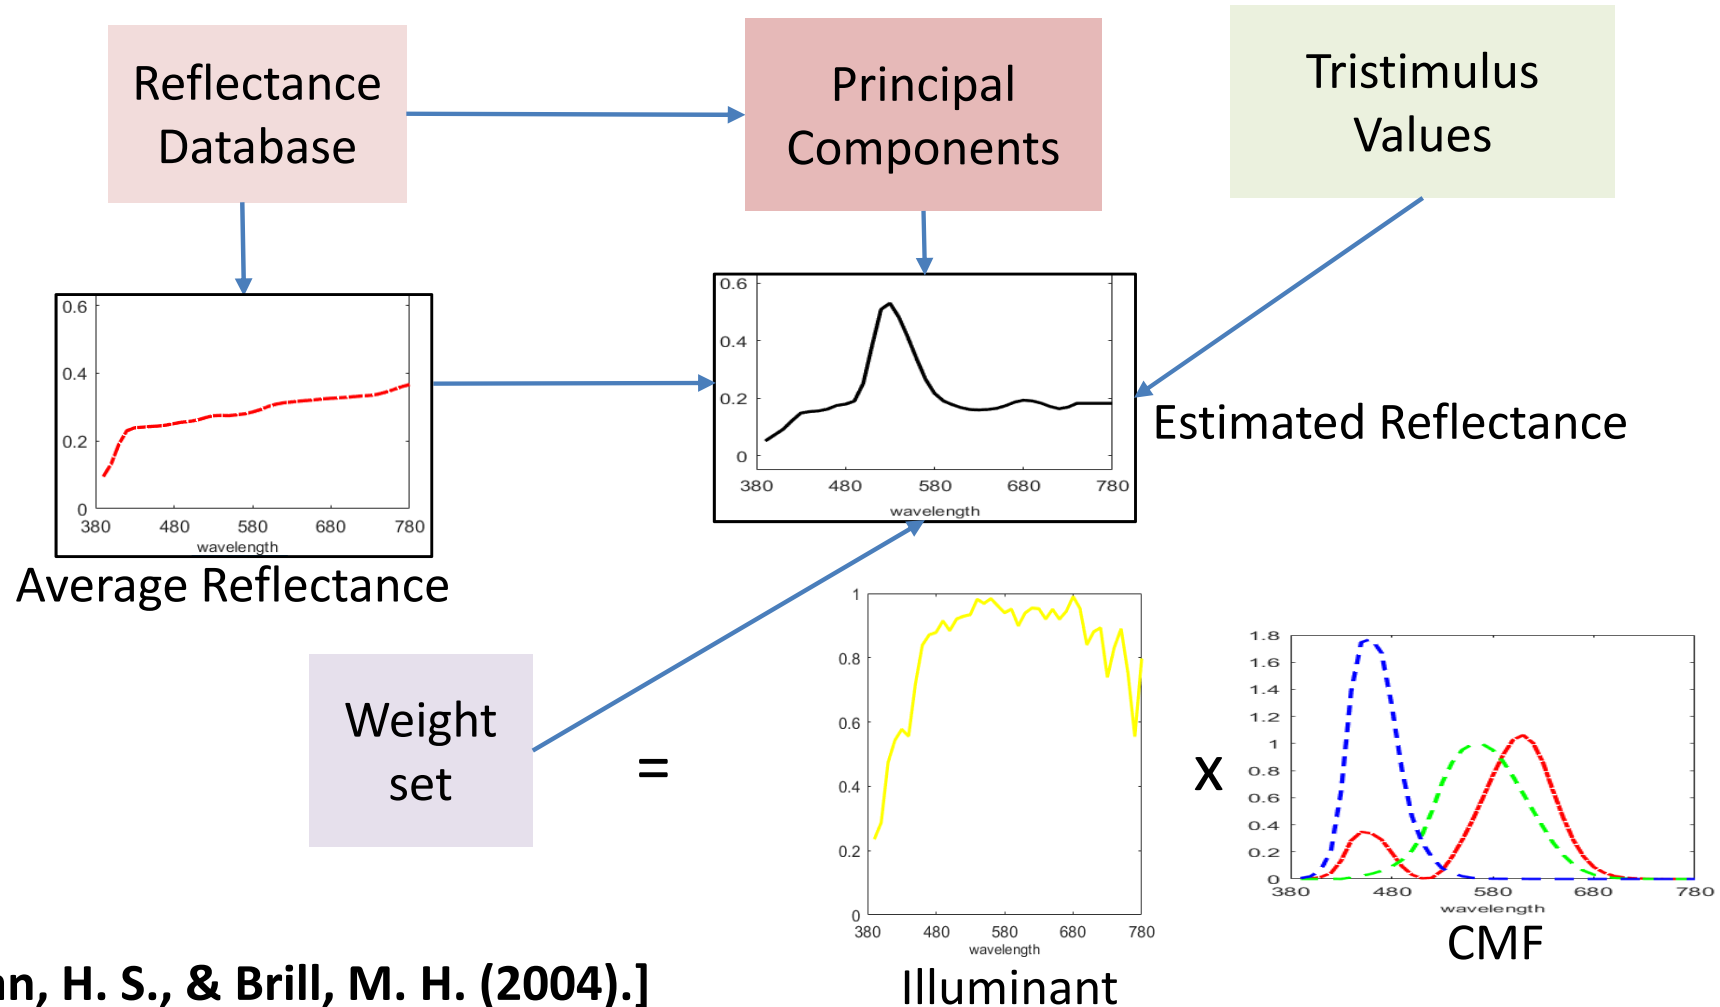 Reflectance
Database
Principal
Components
Tristimulus
Values
0.6
0.4
0.2
0
380 480 580 680 780
wavelength
Average Reflectance
0.6
0.4
0.2
0
380 480 580 680 780
wavelength
Estimated Reflectance
Weight
set
=
1
0.8
0.6
0.4
0.2
0
380 480 580 680 780
wavelength
Illuminant
x
1.8
1.6
1.4
1.2
1
0.8
0.6
0.4
0.2
0
380 480 580 680 780
wavelength
CMF
H. S., & Brill, M. H. (2004).]